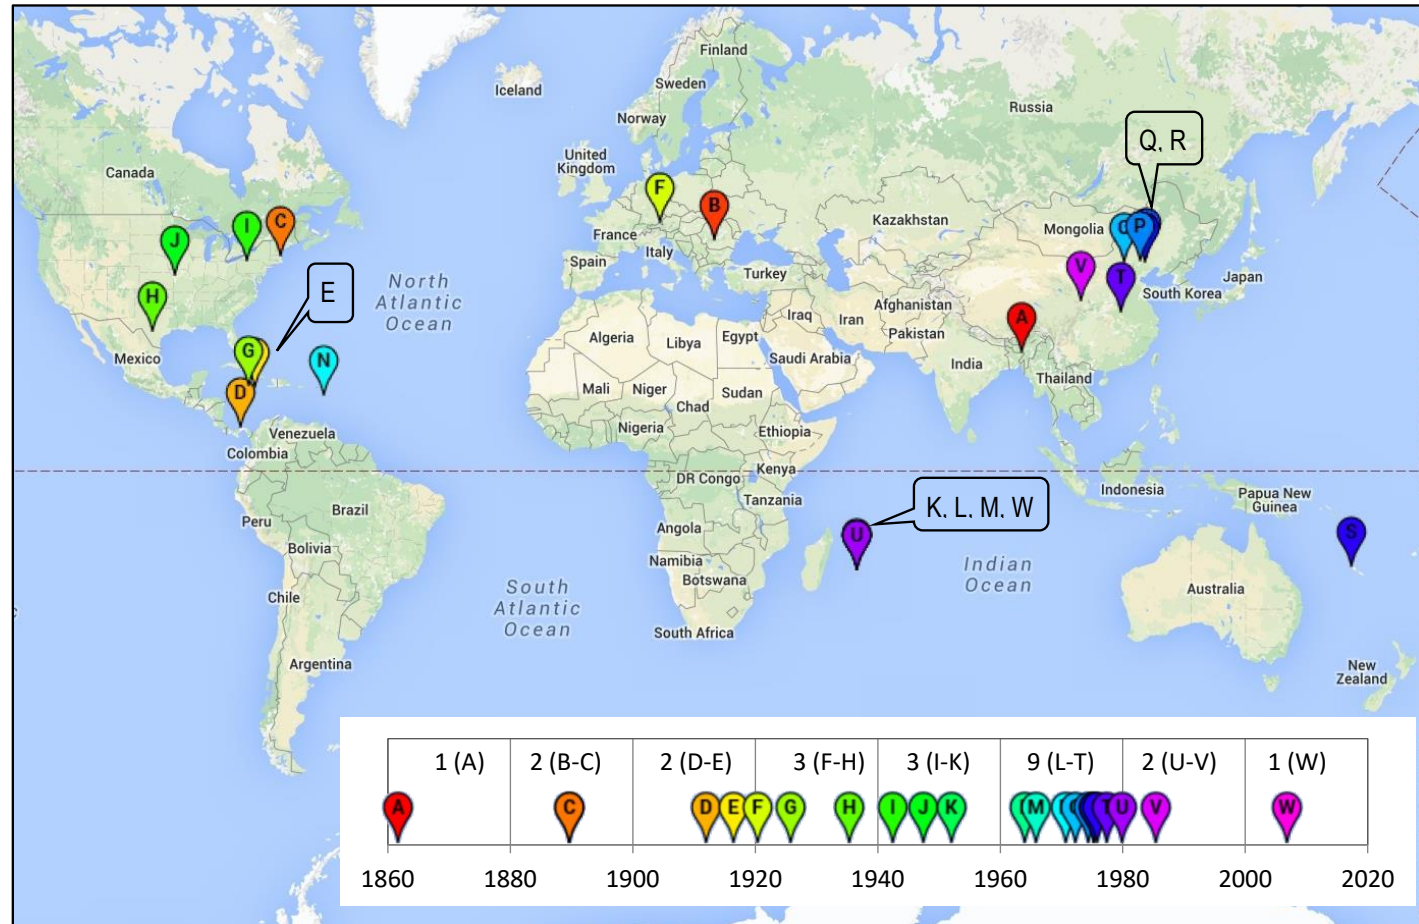 Finland
Sweden
Iceland
Russia
Norway
Q, R
United
Kingdom
Canada
F
B
C
I
J
P
Kazakhstan
Mongolia
France
Italy
V
T
Spain
Turkey
Japan
South Korea
North
Atlantic
Ocean
E
H
A
Afghanistan
Iraq
Iran
Pakistan
Algeria
Libya
Egypt
G
N
Mexico
Saudi Arabia
India
Thailand
D
Mali
Niger
Sudan
Chad
Nigeria
Ethiopia
Venezuela
Colombia
Kenya
DR Congo
Indonesia
Papua New
Guinea
Tanzania
Brazil
Peru
K, L, M, W
Angola
U
S
Bolivia
Namibia
Botswana
Indian
Ocean
Chile
South
Atlantic
Ocean
Australia
South Africa
Argentina
New
Zealand
1 (A)
2 (B-C)
2 (D-E)
3 (F-H)
3 (I-K)
9 (L-T)
2 (U-V)
1 (W)
A
C
D
E
F
G
H
I
J
K
M
U
V
W
1860
1880
1900
1920
1940
1960
1980
2000
2020